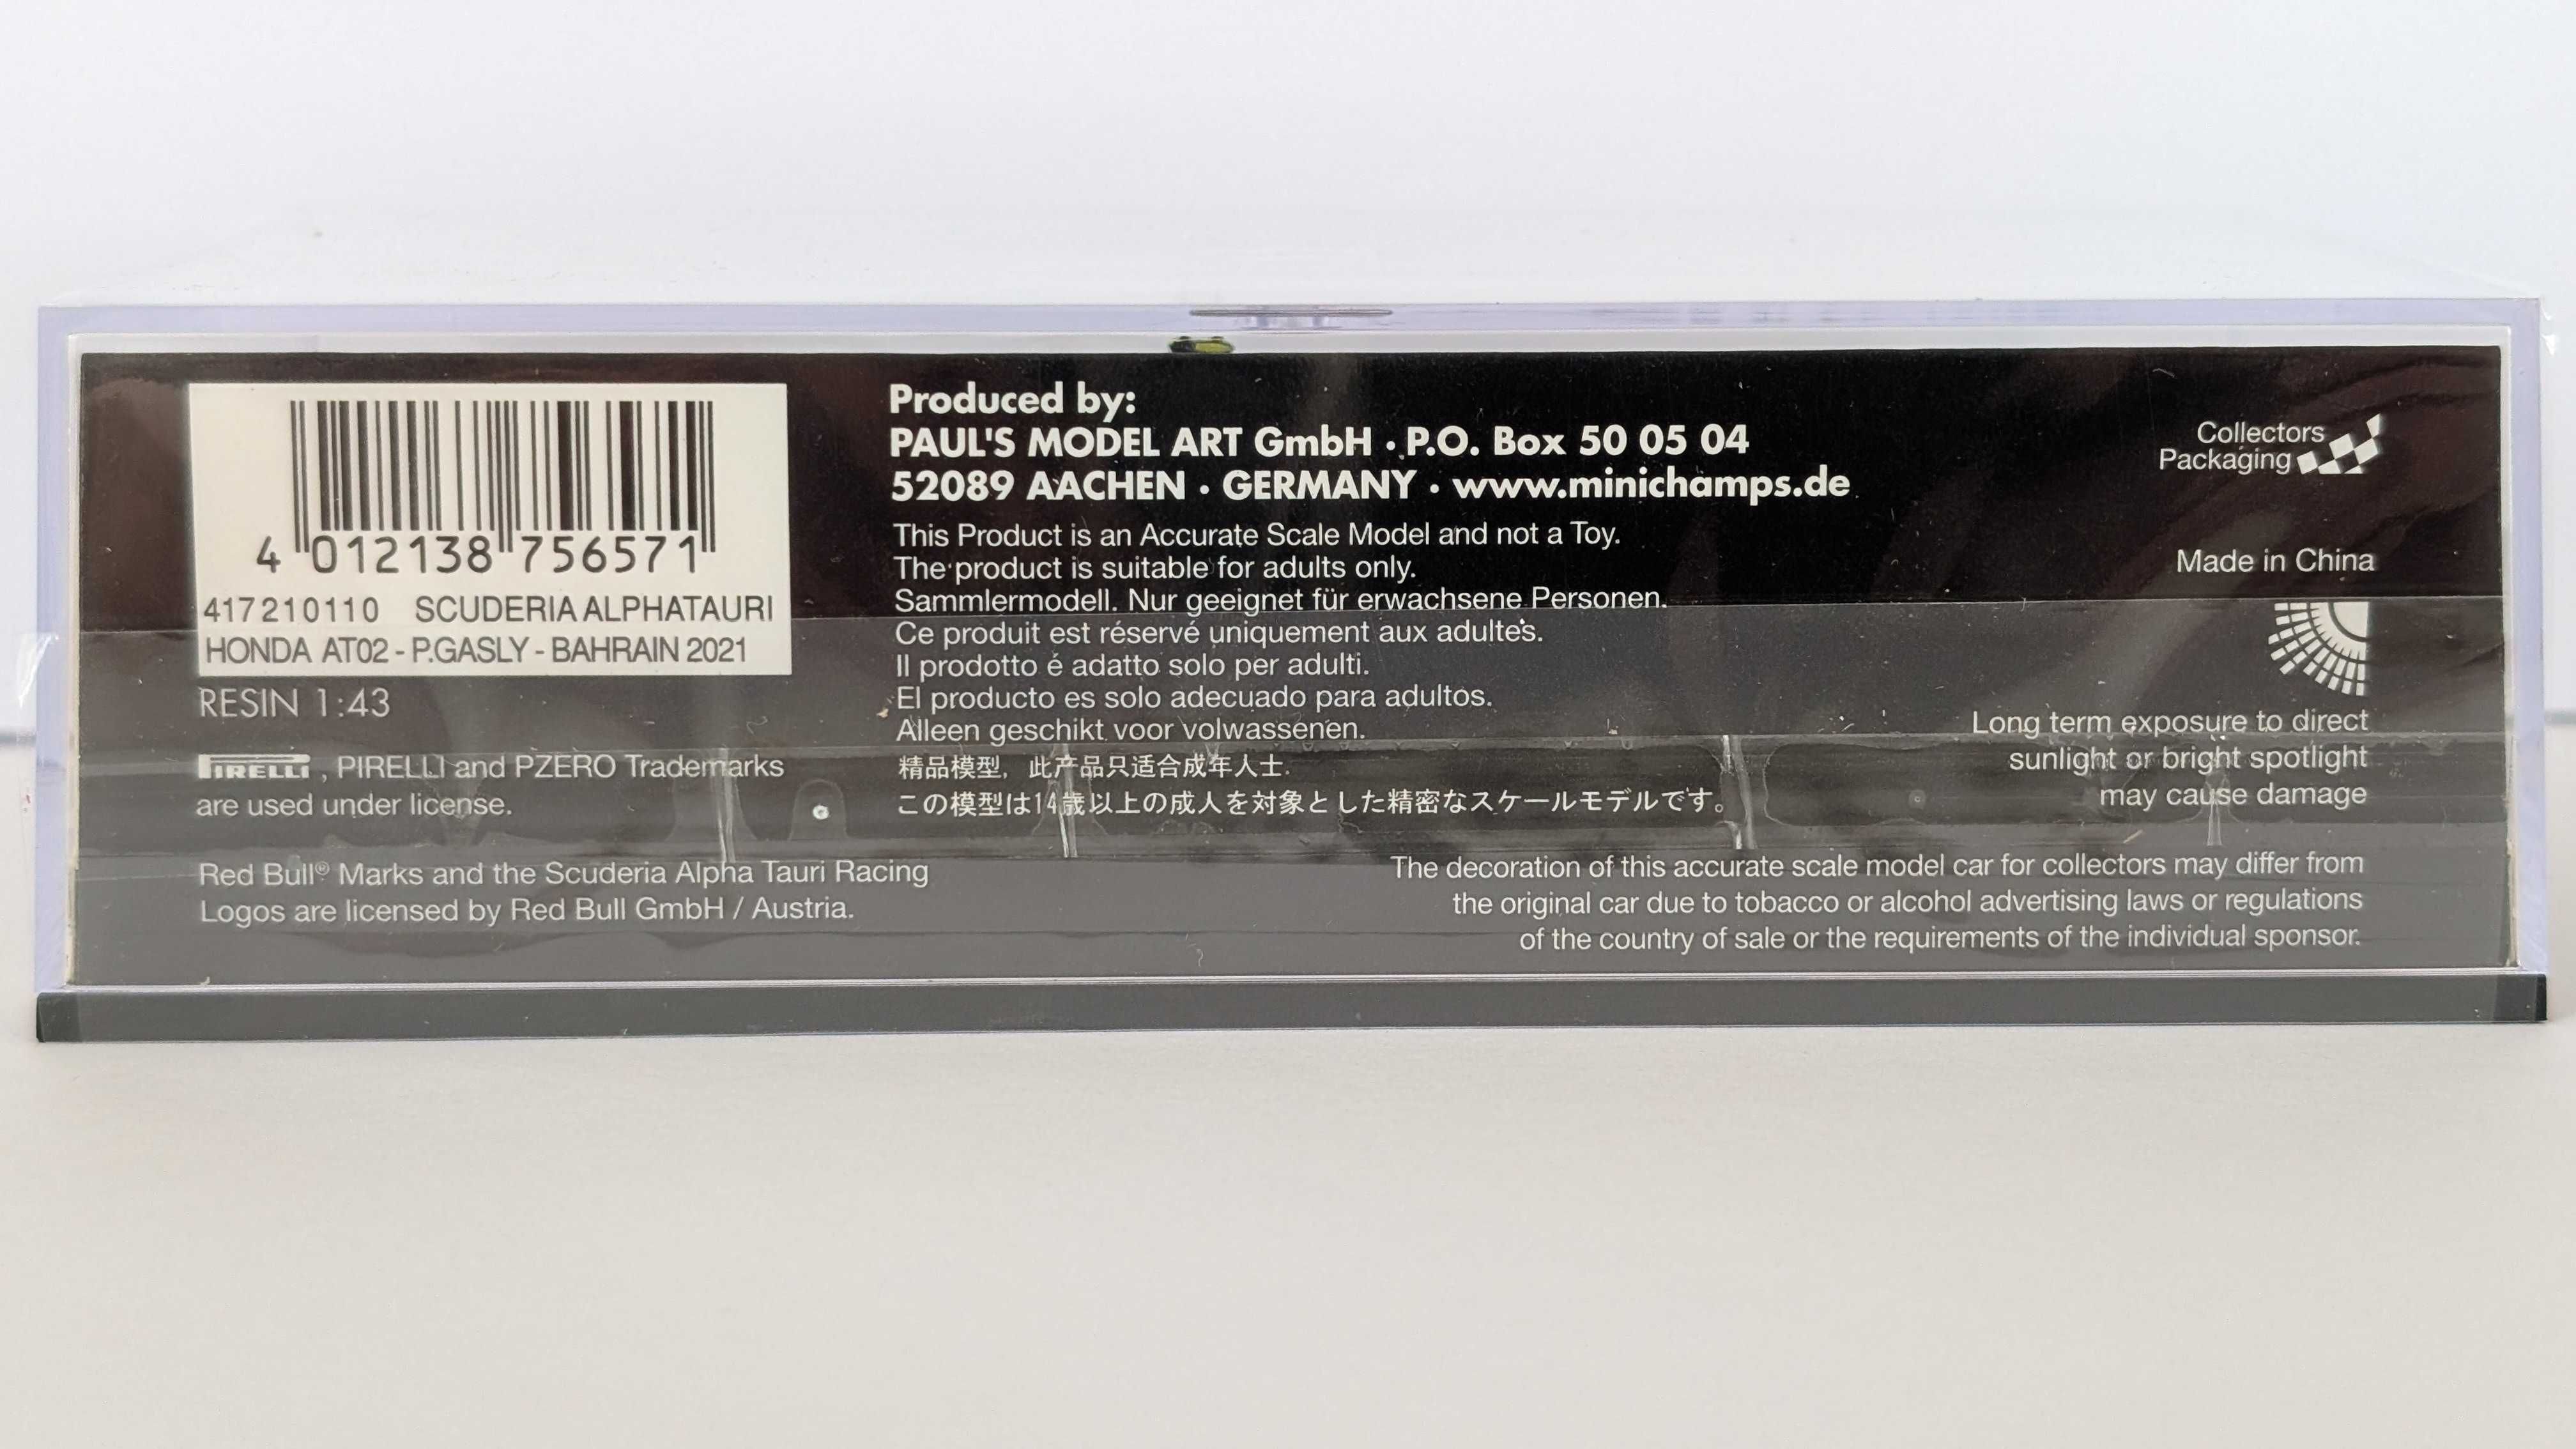 4 012138 756571
417210110 SCUDERIA ALPHATAURI
HONDA AT02 - P.GASLY - BAHRAIN 2021
RESIN 1:43
PIRELLI , PIRELLI and PZERO Trademarks
are used under license.
Red Bull® Marks and the Scuderia Alpha Tauri Racing
Logos are licensed by Red Bull GmbH / Austria.
Produced by:
PAUL'S MODEL ART GmbH • P.O. Box 50 05 04
52089 AACHEN • GERMANY • www.minichamps.de
This Product is an Accurate Scale Model and not a Toy.
The product is suitable for adults only.
Sammlermodell. Nur geeignet für erwachsene Personen.
Ce produit est réservé uniquement aux adultes.
Il prodotto é adatto solo per adulti.
El producto es solo adecuado para adultos.
Alleen geschikt voor volwassenen.
精品模型, 此产品只适合成年人士.
この模型は14歳以上の成人を対象とした精密なスケールモデルです。
Collectors
Packaging
Made in China
Long term exposure to direct
sunlight or bright spotlight
may cause damage
The decoration of this accurate scale model car for collectors may differ from
the original car due to tobacco or alcohol advertising laws or regulations
of the country of sale or the requirements of the individual sponsor.